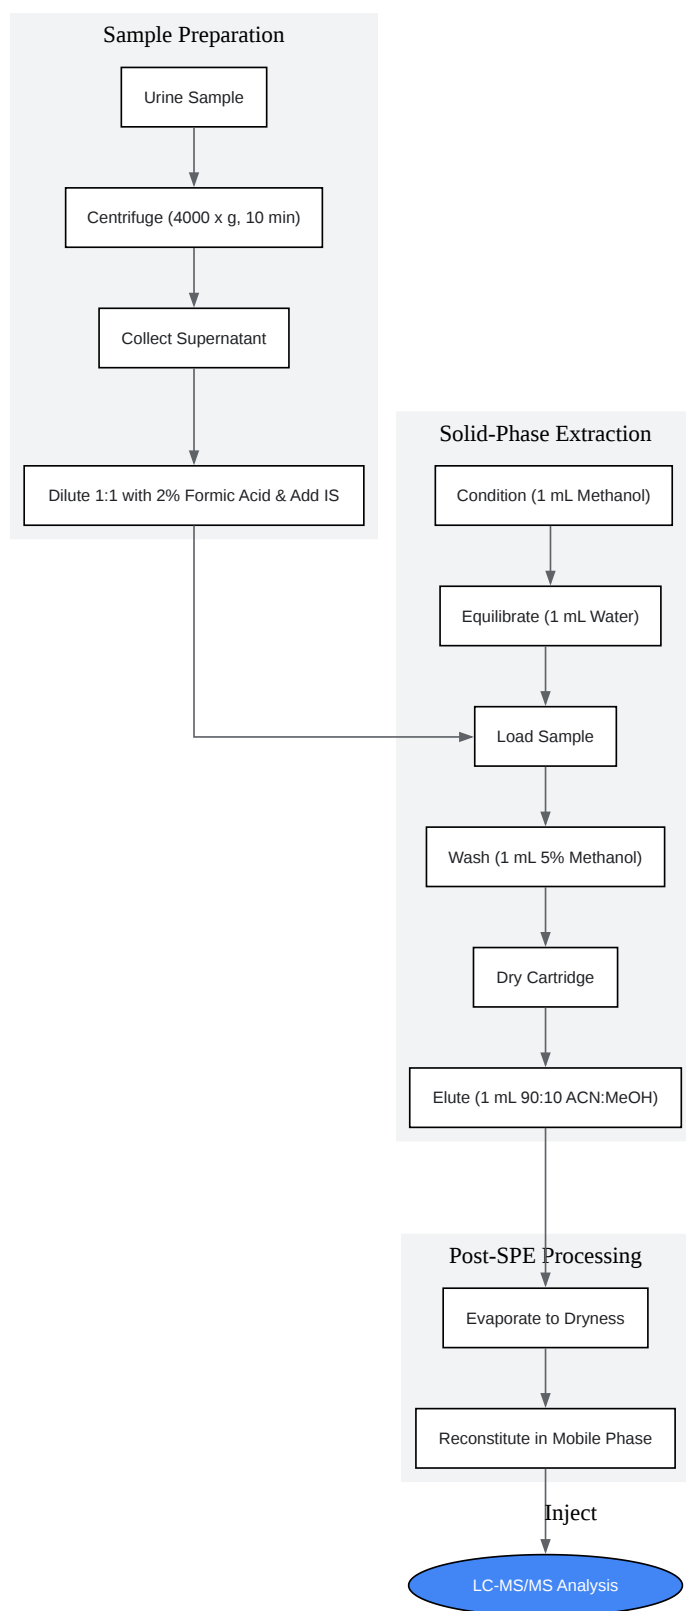 Sample Preparation
Urine Sample
Centrifuge (4000 x g, 10 min)
Collect Supernatant
Dilute 1:1 with 2% Formic Acid & Add IS
Solid-Phase Extraction
Condition (1 mL Methanol)
Equilibrate (1 mL Water)
Load Sample
Wash (1 mL 5% Methanol)
Dry Cartridge
Elute (1 mL 90:10 ACN:MeOH)
Post-SPE Processing
Evaporate to Dryness
Reconstitute in Mobile Phase
Inject
LC-MS/MS Analysis